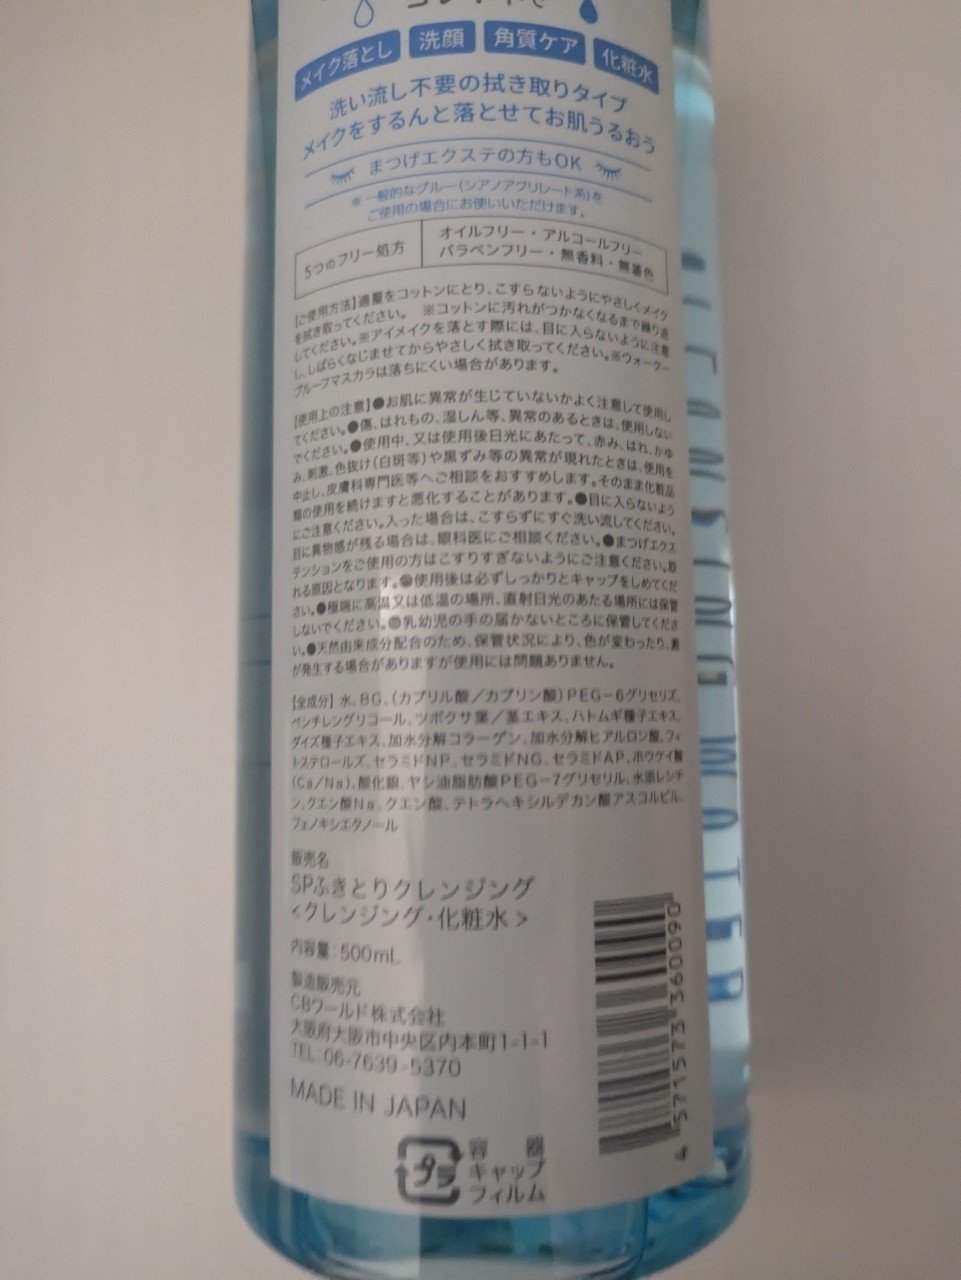 コレ1本で
メイク落とし 洗顔 角質ケア 化粧水
洗い流し不要の拭き取りタイプ
メイクをするんと落とせてお肌うるおう
まつげエクステの方もOK
※一般的なグルー(シアノアクリレート系)を
ご使用の場合にお使いいただけます。
5つのフリー処方
オイルフリー・アルコールフリー
パラベンフリー・無香料・無着色
【ご使用方法】適量をコットンにとり、こすらないようにやさしくメイク
を拭き取ってください。 ※コットンに汚れがつかなくなるまで繰り返
してください。※アイメイクを落とす際には、目に入らないように注意
し、しばらくなじませてからやさしく拭き取ってください。※ウォーター
プルーフマスカラは落ちにくい場合があります。
【使用上の注意】●お肌に異常が生じていないかよく注意して使用し
てください。●傷、はれもの、湿しん等、異常のあるときは、使用しない
でください。●使用中、又は使用後日光にあたって、赤み、はれ、かゆ
み、刺激、色抜け(白斑等)や黒ずみ等の異常が現れたときは、使用を
中止し、皮膚科専門医等へご相談をおすすめします。そのまま化粧品
類の使用を続けますと悪化することがあります。●目に入らないよう
にご注意ください。入った場合は、こすらずにすぐ洗い流してください。
目に異物感が残る場合は、眼科医にご相談ください。●まつげエクス
テンションをご使用の方はこすりすぎないようにご注意ください。取
れる原因となります。●使用後は必ずしっかりとキャップをしめてくだ
さい。●極端に高温又は低温の場所、直射日光のあたる場所には保管
しないでください。●乳幼児の手の届かないところに保管してくださ
い。●天然由来成分配合のため、保管状況により、色が変わったり、澱
が発生する場合がありますが使用には問題ありません。
【全成分】水、BG、(カプリル酸/カプリン酸)PEG-6グリセリズ、
ペンチレングリコール、ツボクサ葉/茎エキス、ハトムギ種子エキス、
ダイズ種子エキス、加水分解コラーゲン、加水分解ヒアルロン酸、フィ
トステロールズ、セラミドNP、セラミドNG、セラミドAP、ホウケイ酸
(Ca/Na)、酸化銀、ヤシ油脂肪酸PEG-7グリセリル、水添レシチ
ン、クエン酸Na、クエン酸、テトラヘキシルデカン酸アスコルビル、
フェノキシエタノール
販売名
SPふきとりクレンジング
<クレンジング・化粧水>
内容量:500mL
製造販売元
CBワールド株式会社
大阪府大阪市中央区内本町1-1-1
TEL:06-7639-5370
MADE IN JAPAN
プラ
容器
キャップ
フィルム
4 571573 360090